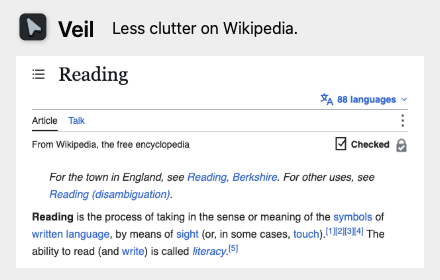 Veil Less clutter on Wikipedia.
Reading
88 languages
Article Talk
From Wikipedia, the free encyclopedia Checked
For the town in England, see Reading, Berkshire. For other uses, see
Reading (disambiguation).
Reading is the process of taking in the sense or meaning of the symbols of
written language, by means of sight (or, in some cases, touch).[1][2][3][4] The
ability to read (and write) is called literacy.[5]